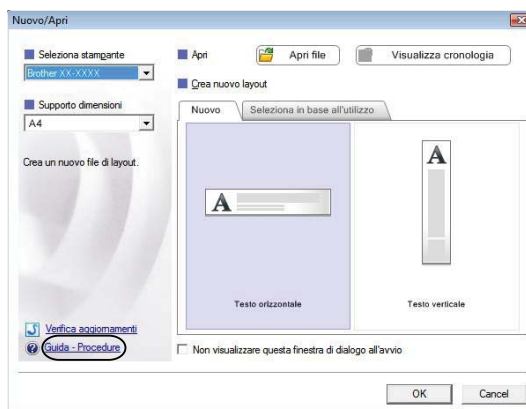 Nuovo/Apri
Seleziona stampante
Brother XX-XXXX
Supporto dimensioni
A4
Crea un nuovo file di layout.
Verifica aggiornamenti
Guida - Procedure
Apri
Apri file
Visualizza cronologia
Crea nuovo layout
Nuovo
Seleziona in base all'utilizzo
A
Testo orizzontale
A
Testo verticale
Non visualizzare questa finestra di dialogo all'avvio
OK
Cancel